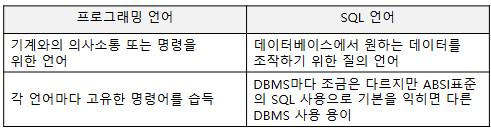 프로그래밍 언어
SQL 언어
기계와의 의사소통 또는 명령을
위한 언어
데이터베이스에서 원하는 데이터를
조작하기 위한 질의 언어
각 언어마다 고유한 명령어를 습득
DBMS마다 조금은 다르지만 ABSI표준
의 SQL 사용으로 기본을 익히면 다른
DBMS 사용 용이